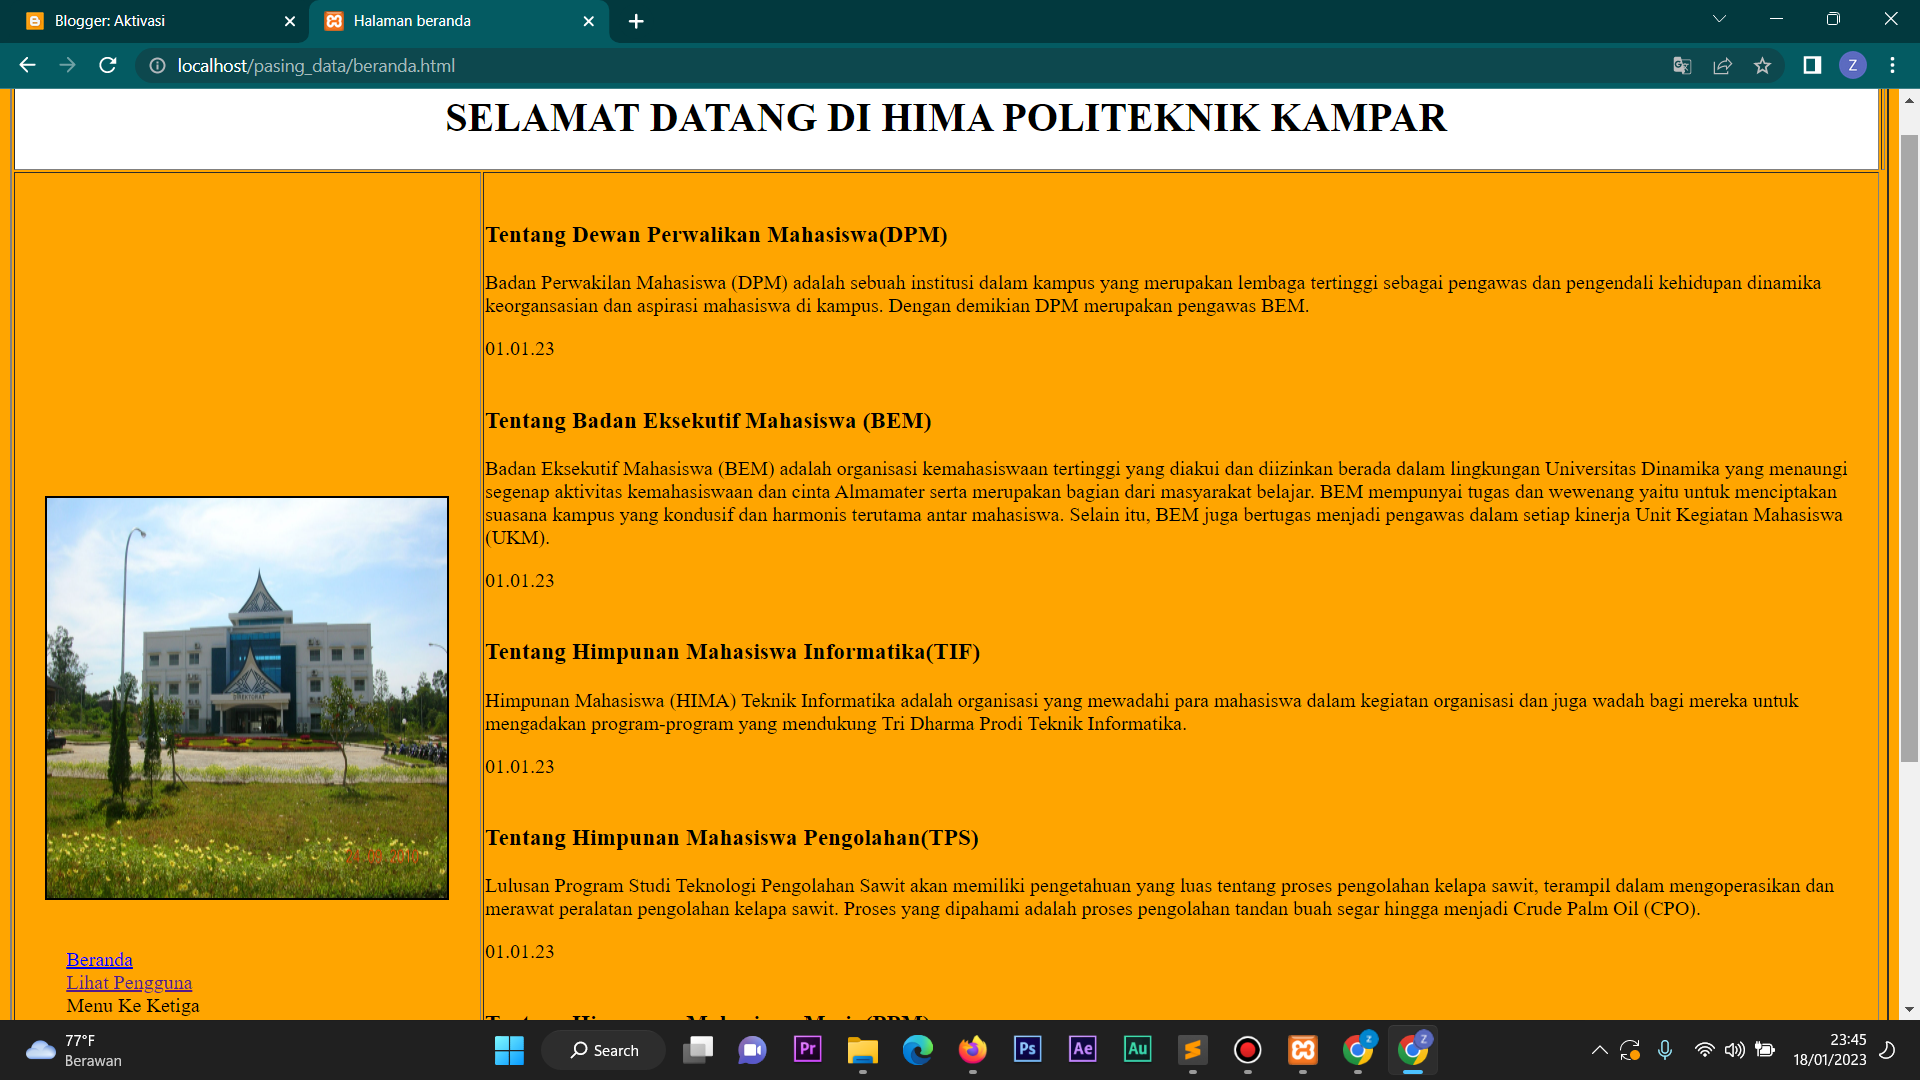 Blogger: Aktivasi
Halaman beranda
localhost/pasing_data/beranda.html
Z
SELAMAT DATANG DI HIMA POLITEKNIK KAMPAR
Tentang Dewan Perwalikan Mahasiswa(DPM)
Badan Perwakilan Mahasiswa (DPM) adalah sebuah institusi dalam kampus yang merupakan lembaga tertinggi sebagai pengawas dan pengendali kehidupan dinamika
keorgansasian dan aspirasi mahasiswa di kampus. Dengan demikian DPM merupakan pengawas BEM.
01.01.23
Tentang Badan Eksekutif Mahasiswa (BEM)
Badan Eksekutif Mahasiswa (BEM) adalah organisasi kemahasiswaan tertinggi yang diakui dan diizinkan berada dalam lingkungan Universitas Dinamika yang menaungi
segenap aktivitas kemahasiswaan dan cinta Almamater serta merupakan bagian dari masyarakat belajar. BEM mempunyai tugas dan wewenang yaitu untuk menciptakan
suasana kampus yang kondusif dan harmonis terutama antar mahasiswa. Selain itu, BEM juga bertugas menjadi pengawas dalam setiap kinerja Unit Kegiatan Mahasiswa
(UKM).
01.01.23
Tentang Himpunan Mahasiswa Informatika(TIF)
Himpunan Mahasiswa (HIMA) Teknik Informatika adalah organisasi yang mewadahi para mahasiswa dalam kegiatan organisasi dan juga wadah bagi mereka untuk
mengadakan program-program yang mendukung Tri Dharma Prodi Teknik Informatika.
01.01.23
Tentang Himpunan Mahasiswa Pengolahan(TPS)
Lulusan Program Studi Teknologi Pengolahan Sawit akan memiliki pengetahuan yang luas tentang proses pengolahan kelapa sawit, terampil dalam mengoperasikan dan
merawat peralatan pengolahan kelapa sawit. Proses yang dipahami adalah proses pengolahan tandan buah segar hingga menjadi Crude Palm Oil (CPO).
01.01.23
DIREKTORAT
Beranda
Lihat Pengguna
Menu Ke Ketiga
77°F
Berawan
Search
Pr
Ps
Ae
Au
Z
Z
23:45
18/01/2023